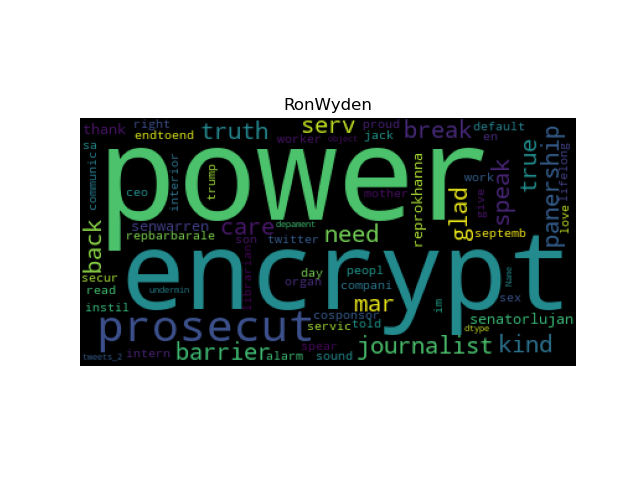 RonWyden
thank right endtoend truth serv worker object proud jack break default en
power
sa communic ceo interior trump mother reprokhanna work give speak true panership lifelong love
back senwarren repbarbarale care son depament twitter need glad septemb
encrypt
secur read instil undermin librarian organ day peopl compani mar im sex Name
prosecut cosponsor servic told dtype senatorlujan
tweets_2 intern barrier alarm spear sound journalist kind